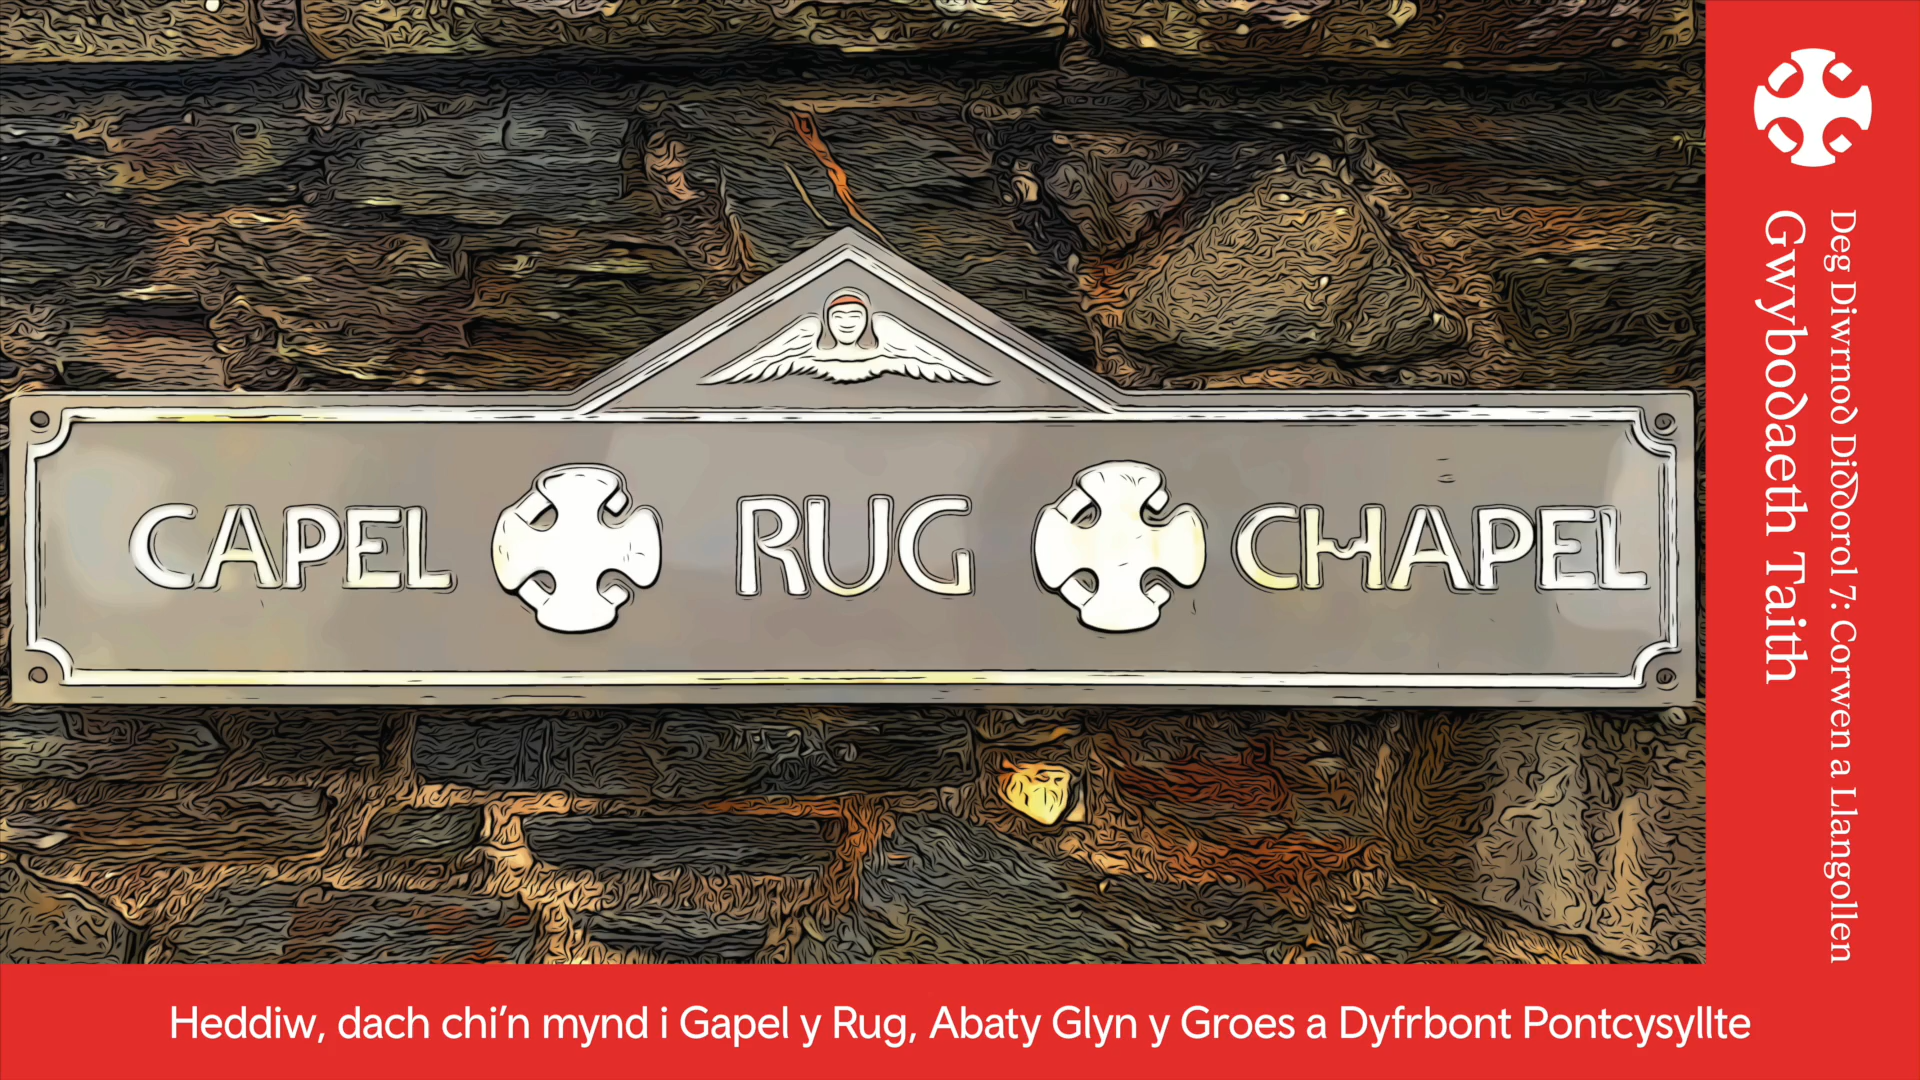 CAPEL RUG CHAPEL
Deg Diwrnod Diddorol 7: Corwen a Llangollen
Gwybodaeth Taith
Heddiw, dach chi’n mynd i Gapel y Rug, Abaty Glyn y Groes a Dyfrbont Pontcysyllte